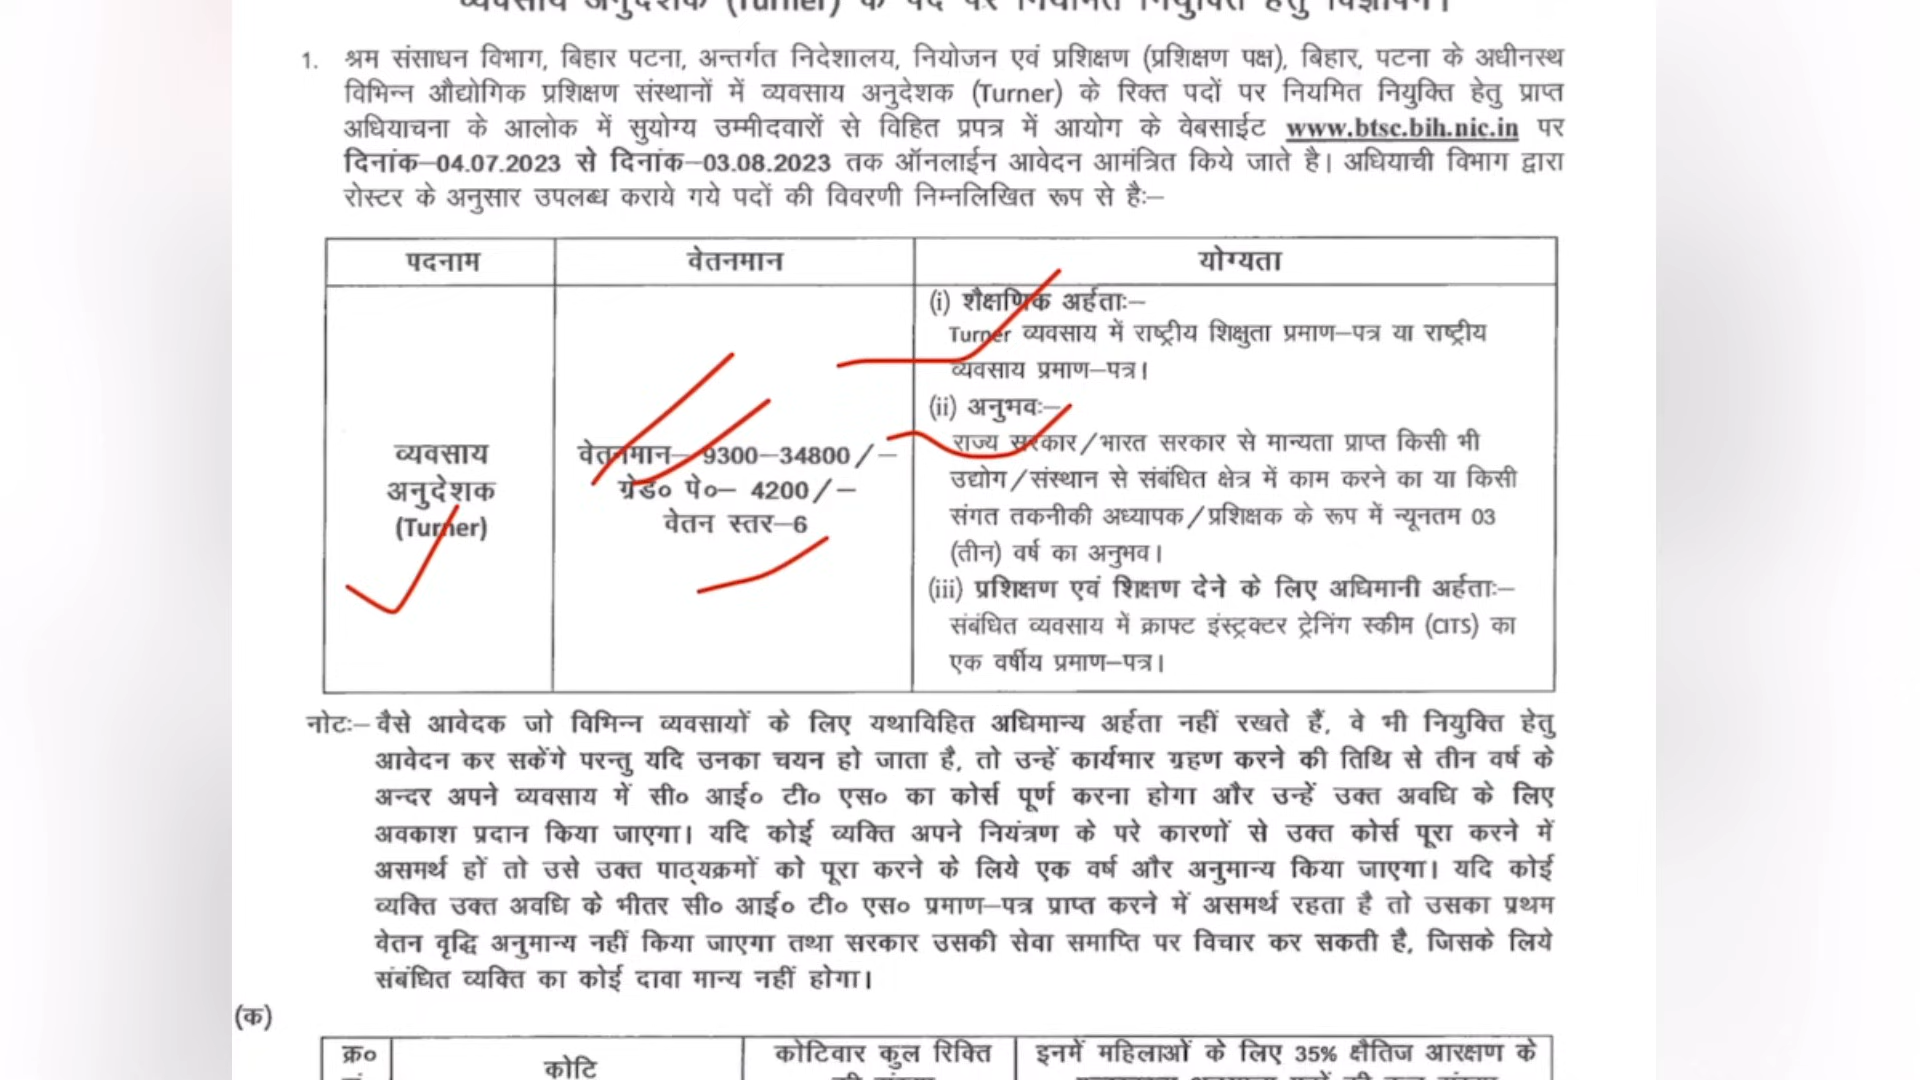 व्यवसाय अनुदेशक (Turner) के पद पर नियमित नियुक्ति हेतु विज्ञापन।
1. श्रम संसाधन विभाग, बिहार पटना, अन्तर्गत निदेशालय, नियोजन एवं प्रशिक्षण (प्रशिक्षण पक्ष), बिहार, पटना के अधीनस्थ
विभिन्न औद्योगिक प्रशिक्षण संस्थानों में व्यवसाय अनुदेशक (Turner) के रिक्त पदों पर नियमित नियुक्ति हेतु प्राप्त
अधियाचना के आलोक में सुयोग्य उम्मीदवारों से विहित प्रपत्र में आयोग के वेबसाईट www.btsc.bih.nic.in पर
दिनांक–04.07.2023 से दिनांक–03.08.2023 तक ऑनलाईन आवेदन आमंत्रित किये जाते है। अधियाची विभाग द्वारा
रोस्टर के अनुसार उपलब्ध कराये गये पदों की विवरणी निम्नलिखित रूप से हैः–
पदनाम वेतनमान योग्यता
व्यवसाय
अनुदेशक
(Turner)
वेतनमान– 9300–34800/–
ग्रेड० पे०– 4200/–
वेतन स्तर–6
(i) शैक्षणिक अर्हताः–
Turner व्यवसाय में राष्ट्रीय शिक्षुता प्रमाण–पत्र या राष्ट्रीय
व्यवसाय प्रमाण–पत्र।
(ii) अनुभवः–
राज्य सरकार/भारत सरकार से मान्यता प्राप्त किसी भी
उद्योग/संस्थान से संबंधित क्षेत्र में काम करने का या किसी
संगत तकनीकी अध्यापक/प्रशिक्षक के रूप में न्यूनतम 03
(तीन) वर्ष का अनुभव।
(iii) प्रशिक्षण एवं शिक्षण देने के लिए अधिमानी अर्हताः–
संबंधित व्यवसाय में क्राफ्ट इंस्ट्रक्टर ट्रेनिंग स्कीम (CITS) का
एक वर्षीय प्रमाण–पत्र।
नोटः– वैसे आवेदक जो विभिन्न व्यवसायों के लिए यथाविहित अधिमान्य अर्हता नहीं रखते हैं, वे भी नियुक्ति हेतु
आवेदन कर सकेंगे परन्तु यदि उनका चयन हो जाता है, तो उन्हें कार्यभार ग्रहण करने की तिथि से तीन वर्ष के
अन्दर अपने व्यवसाय में सी० आई० टी० एस० का कोर्स पूर्ण करना होगा और उन्हें उक्त अवधि के लिए
अवकाश प्रदान किया जाएगा। यदि कोई व्यक्ति अपने नियंत्रण के परे कारणों से उक्त कोर्स पूरा करने में
असमर्थ हों तो उसे उक्त पाठ्यक्रमों को पूरा करने के लिये एक वर्ष और अनुमान्य किया जाएगा। यदि कोई
व्यक्ति उक्त अवधि के भीतर सी० आई० टी० एस० प्रमाण–पत्र प्राप्त करने में असमर्थ रहता है तो उसका प्रथम
वेतन वृद्धि अनुमान्य नहीं किया जाएगा तथा सरकार उसकी सेवा समाप्ति पर विचार कर सकती है, जिसके लिये
संबंधित व्यक्ति का कोई दावा मान्य नहीं होगा।
(क)
क्र० कोटि कोटिवार कुल रिक्ति इनमें महिलाओं के लिए 35% क्षैतिज आरक्षण के